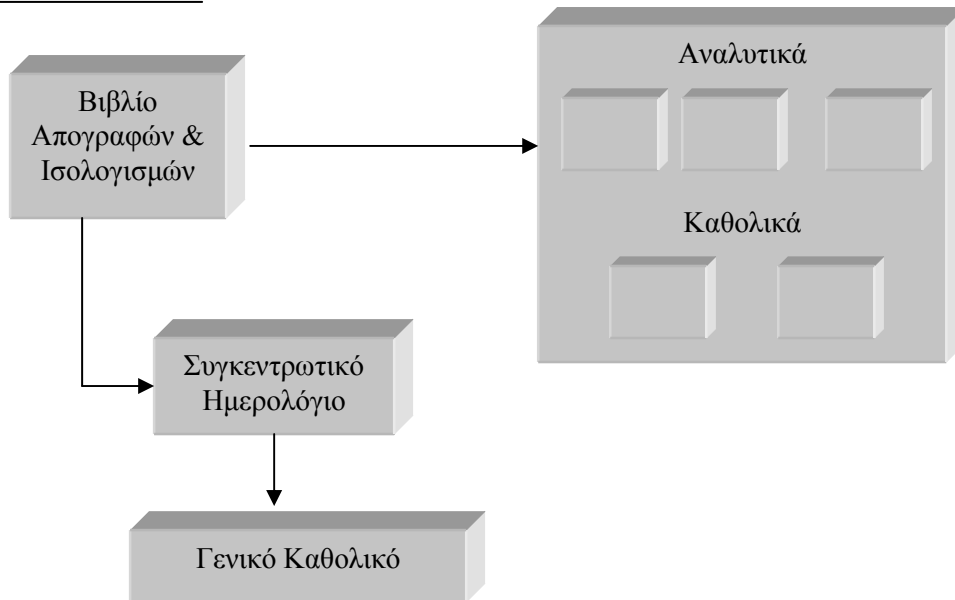 Βιβλίο
Απογραφών &
Ισολογισμών
Αναλυτικά
Καθολικά
Συγκεντρωτικό
Ημερολόγιο
Γενικό Καθολικό